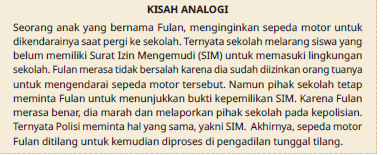 KISAH ANALOGI
Seorang anak yang bernama Fulan, menginginkan sepeda motor untuk
dikendarainya saat pergi ke sekolah. Ternyata sekolah melarang siswa yang
belum memiliki Surat Izin Mengemudi (SIM) untuk memasuki lingkungan
sekolah. Fulan merasa tidak bersalah karena dia sudah diizinkan orang tuanya
untuk mengendarai sepeda motor tersebut. Namun pihak sekolah tetap
meminta Fulan untuk menunjukkan bukti kepemilikan SIM. Karena Fulan
merasa benar, dia marah dan melaporkan pihak sekolah pada kepolisian.
Ternyata Polisi meminta hal yang sama, yakni SIM. Akhirnya, sepeda motor
Fulan ditilang untuk kemudian diproses di pengadilan tunggal tilang.